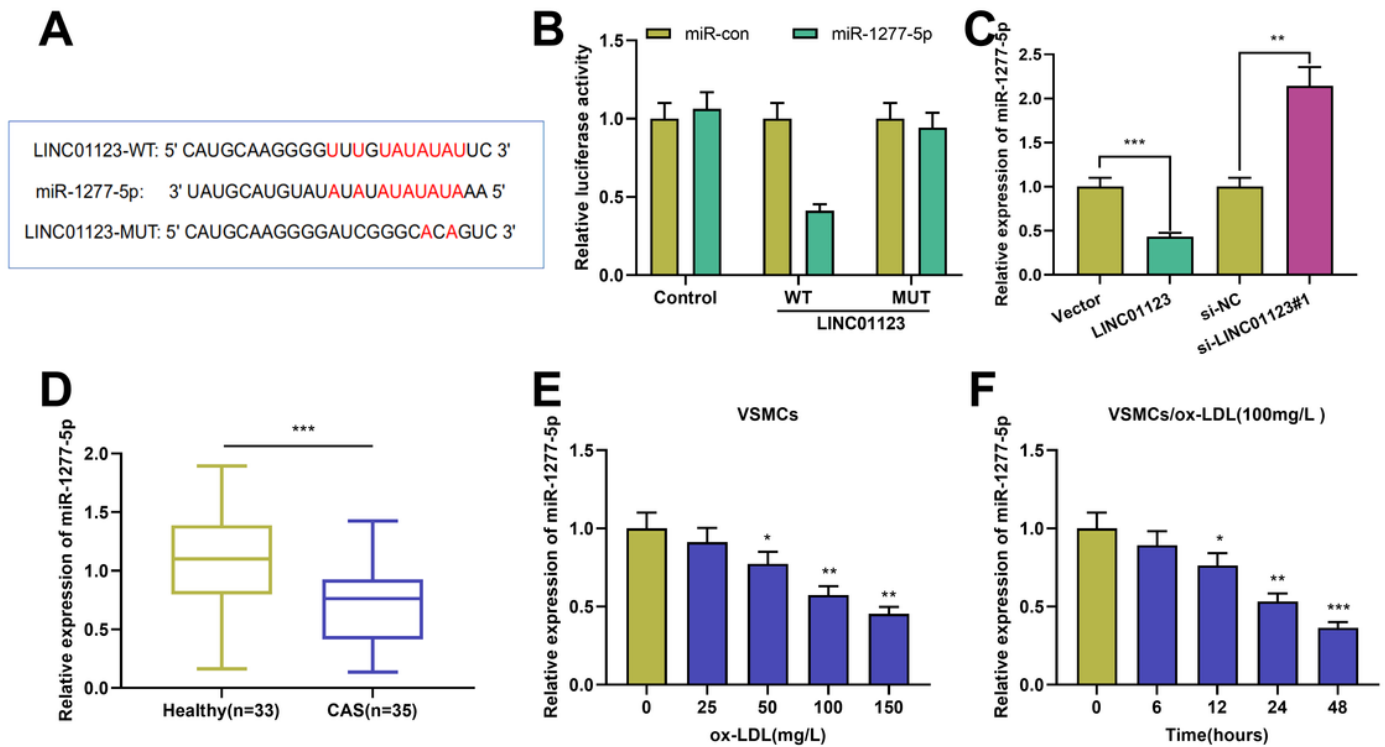 A
LINC01123-WT: 5' CAUGCAAGGGGUUUGUAUAUAUUC 3'
miR-1277-5p: 3' UAUGCAUGUAUAUAUAUAUAUAAA 5'
LINC01123-MUT: 5' CAUGCAAGGGGAUCGGGCACAGUC 3'
B
miR-con miR-1277-5p
Relative luciferase activity
1.5
1.0
0.5
0.0
Control WT MUT
LINC01123
C
Relative expression of miR-1277-5p
2.5
2.0
1.5
1.0
0.5
0.0
*** **
Vector LINC01123 si-NC si-LINC01123#1
D
Relative expression of miR-1277-5p
2.0
1.5
1.0
0.5
0.0
***
Healthy(n=33) CAS(n=35)
E
VSMCs
Relative expression of miR-1277-5p
1.5
1.0
0.5
0.0
* ** **
0 25 50 100 150
ox-LDL(mg/L)
F
VSMCs/ox-LDL(100mg/L )
Relative expression of miR-1277-5p
1.5
1.0
0.5
0.0
* ** ***
0 6 12 24 48
Time(hours)